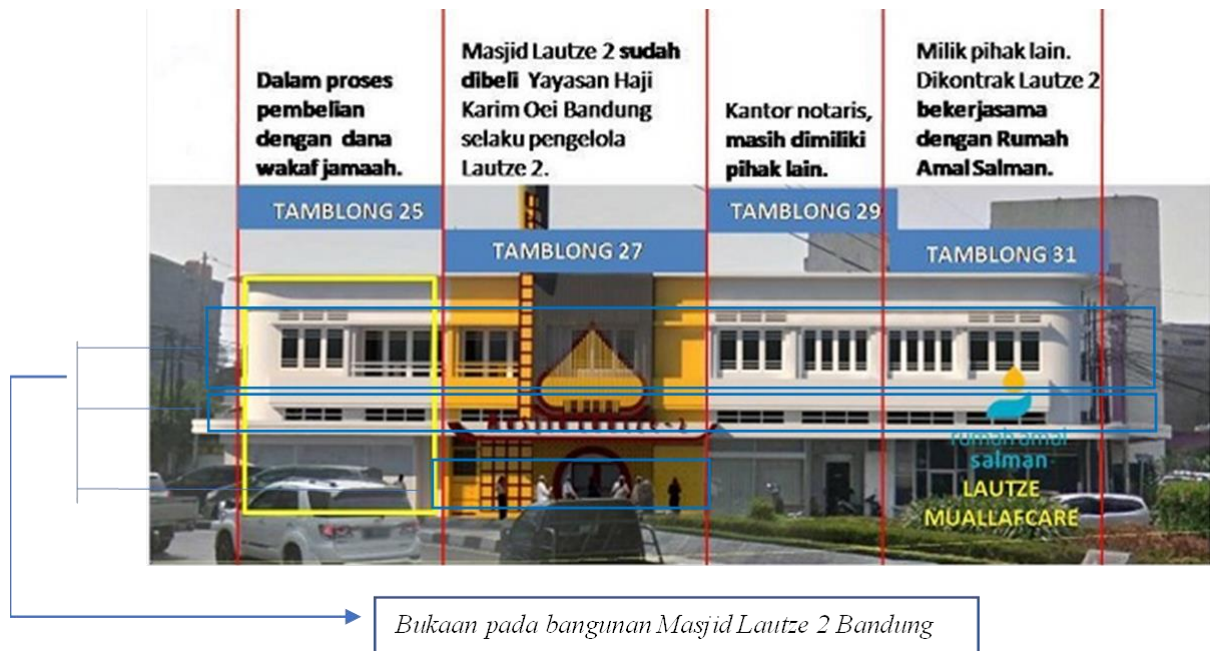 Dalam proses
pembelian
dengan dana
wakaf jamaah.
Masjid Lautze 2 sudah
dibeli Yayasan Haji
Karim Oei Bandung
selaku pengelola
Lautze 2.
Kantor notaris,
masih dimiliki
pihak lain.
Milik pihak lain.
Dikontrak Lautze 2
bekerjasama
dengan Rumah
Amal Salman.
TAMBLONG 25
TAMBLONG 27
TAMBLONG 29
TAMBLONG 31
rumah amal
salman
LAUTZE
MUALLAFCARE
Bukaan pada bangunan Masjid Lautze 2 Bandung